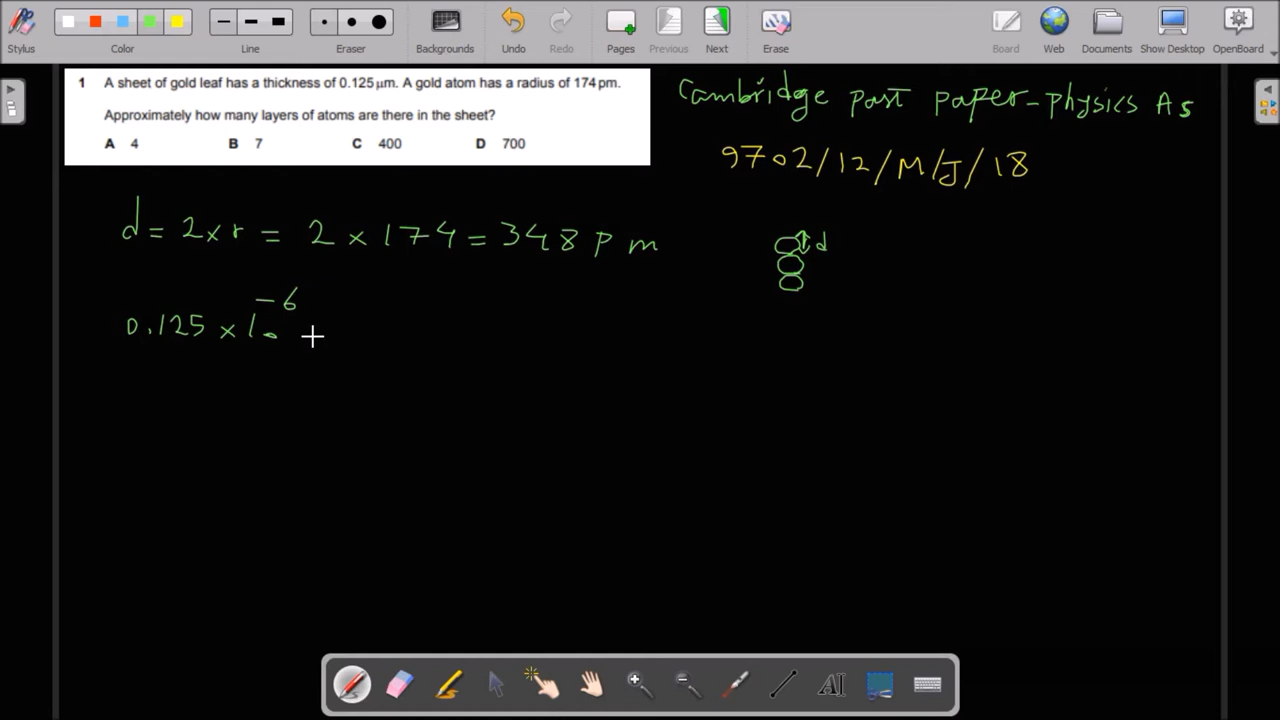 Stylus Color Line Eraser Backgrounds Undo Redo Pages Previous Next Erase Board Web Documents Show Desktop OpenBoard
1 A sheet of gold leaf has a thickness of 0.125 μm. A gold atom has a radius of 174 pm.
Approximately how many layers of atoms are there in the sheet?
A 4 B 7 C 400 D 700
Cambridge past paper-physics As
9702/12/M/J/18
d = 2×r = 2 × 174 = 348 p m
d
0.125 × 10⁻⁶
AI